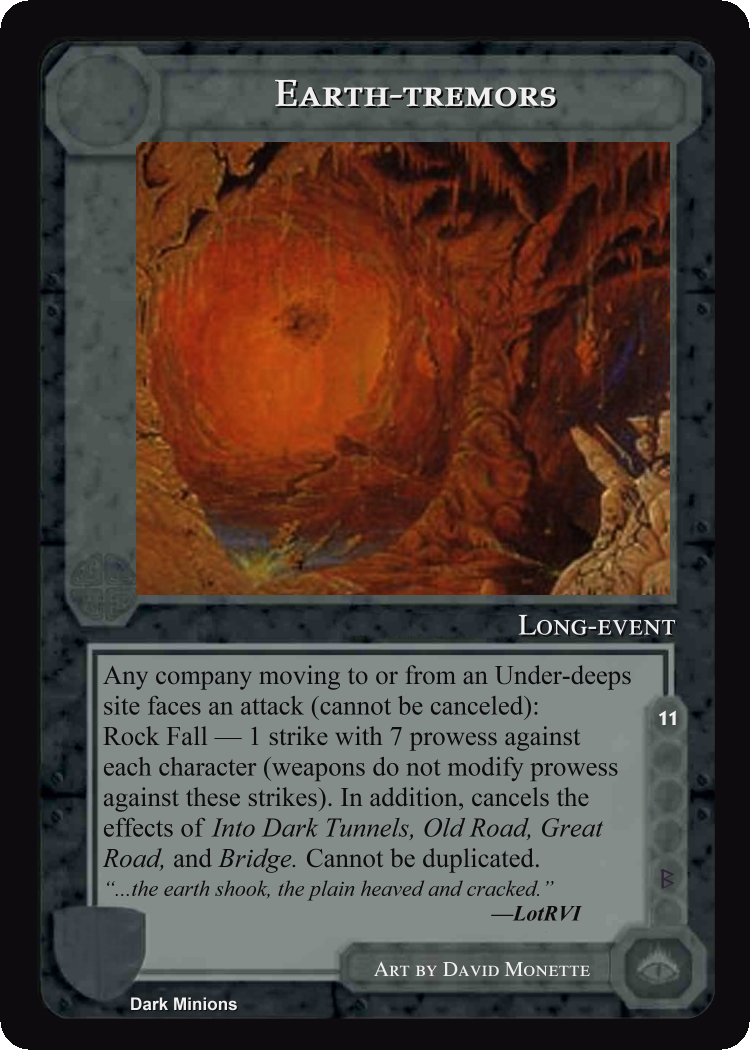 Earth-tremors
Long-event
Any company moving to or from an Under-deeps
site faces an attack (cannot be canceled):
Rock Fall — 1 strike with 7 prowess against
each character (weapons do not modify prowess
against these strikes). In addition, cancels the
effects of Into Dark Tunnels, Old Road, Great
Road, and Bridge. Cannot be duplicated.
“...the earth shook, the plain heaved and cracked.”
—LotRVI
11
ᛒ
Art by David Monette
Dark Minions